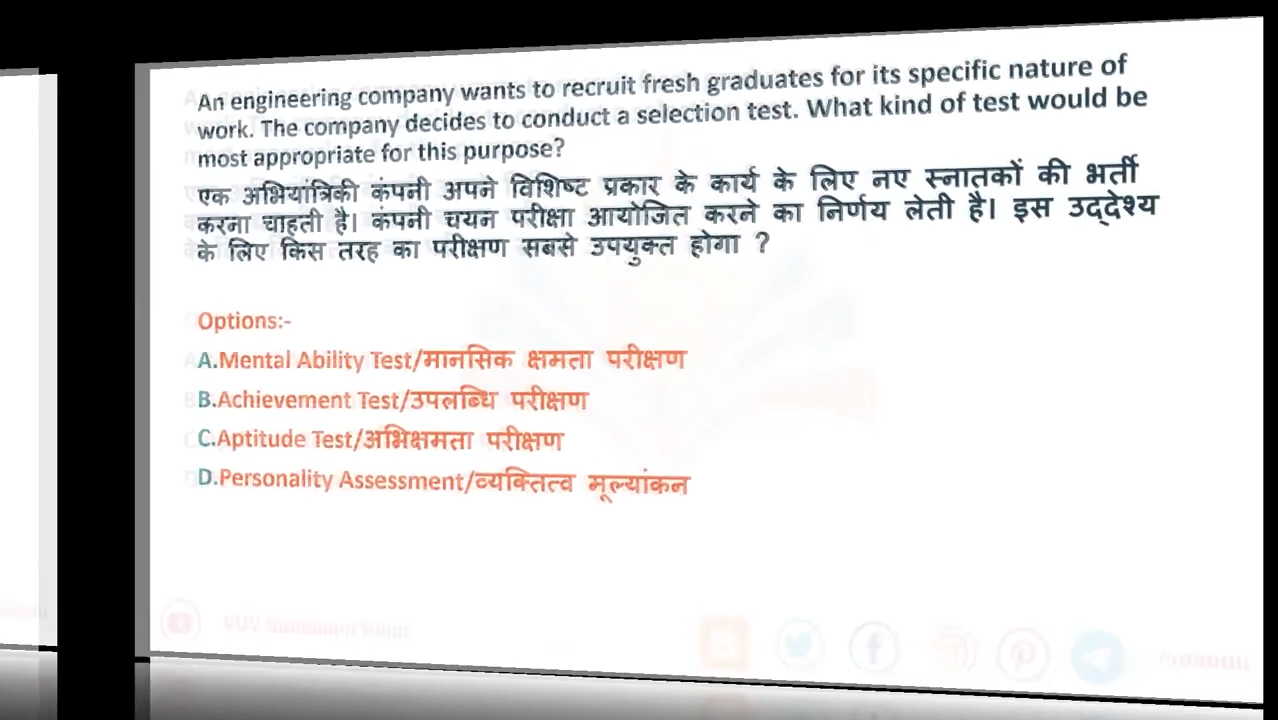 An engineering company wants to recruit fresh graduates for its specific nature of
work. The company decides to conduct a selection test. What kind of test would be
most appropriate for this purpose?
एक अभियांत्रिकी कंपनी अपने विशिष्ट प्रकार के कार्य के लिए नए स्नातकों की भर्ती
करना चाहती है। कंपनी चयन परीक्षा आयोजित करने का निर्णय लेती है। इस उद्देश्य
के लिए किस तरह का परीक्षण सबसे उपयुक्त होगा ?
Options:-
A.Mental Ability Test/मानसिक क्षमता परीक्षण
B.Achievement Test/उपलब्धि परीक्षण
C.Aptitude Test/अभिक्षमता परीक्षण
D.Personality Assessment/व्यक्तित्व मूल्यांकन